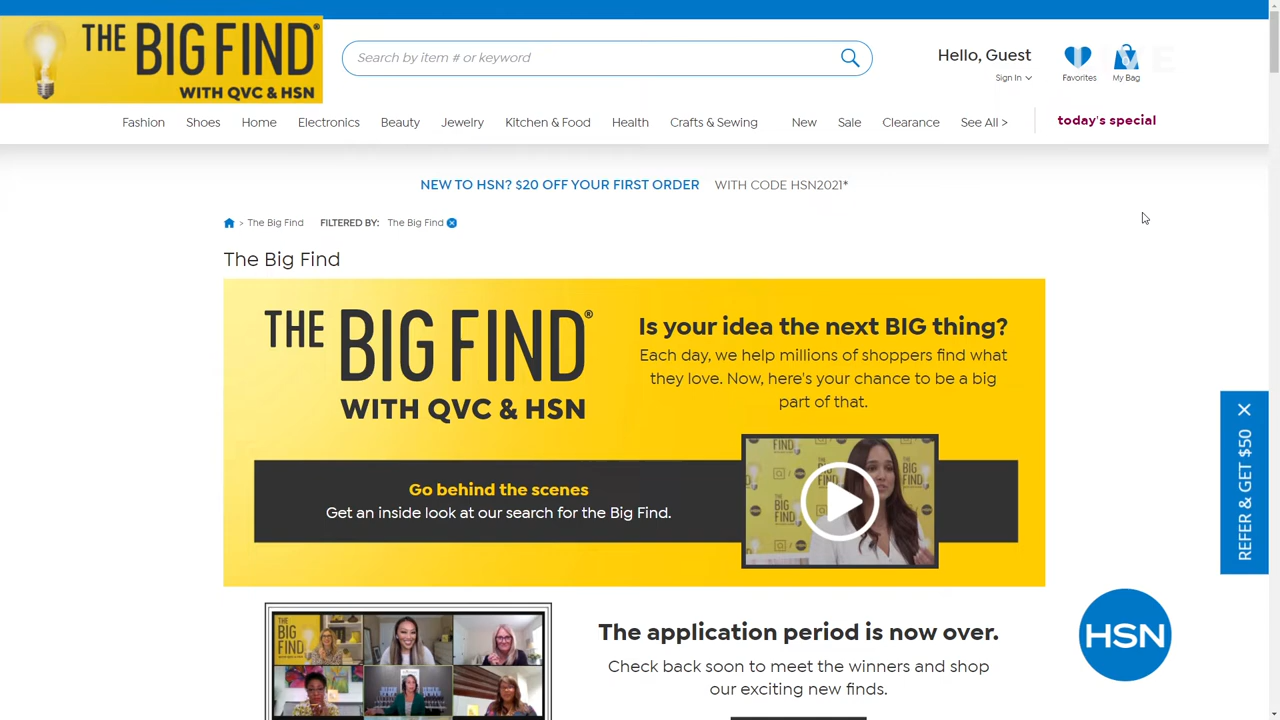 THE BIG FIND®
WITH QVC & HSN
Search by item # or keyword
Hello, Guest
Sign In
Favorites
My Bag
Fashion Shoes Home Electronics Beauty Jewelry Kitchen & Food Health Crafts & Sewing New Sale Clearance See All > today's special
NEW TO HSN? $20 OFF YOUR FIRST ORDER WITH CODE HSN2021*
> The Big Find FILTERED BY: The Big Find
The Big Find
THE BIG FIND®
WITH QVC & HSN
Is your idea the next BIG thing?
Each day, we help millions of shoppers find what
they love. Now, here's your chance to be a big
part of that.
Go behind the scenes
Get an inside look at our search for the Big Find.
REFER & GET $50
THE
BIG
FIND
The application period is now over.
Check back soon to meet the winners and shop
our exciting new finds.
HSN